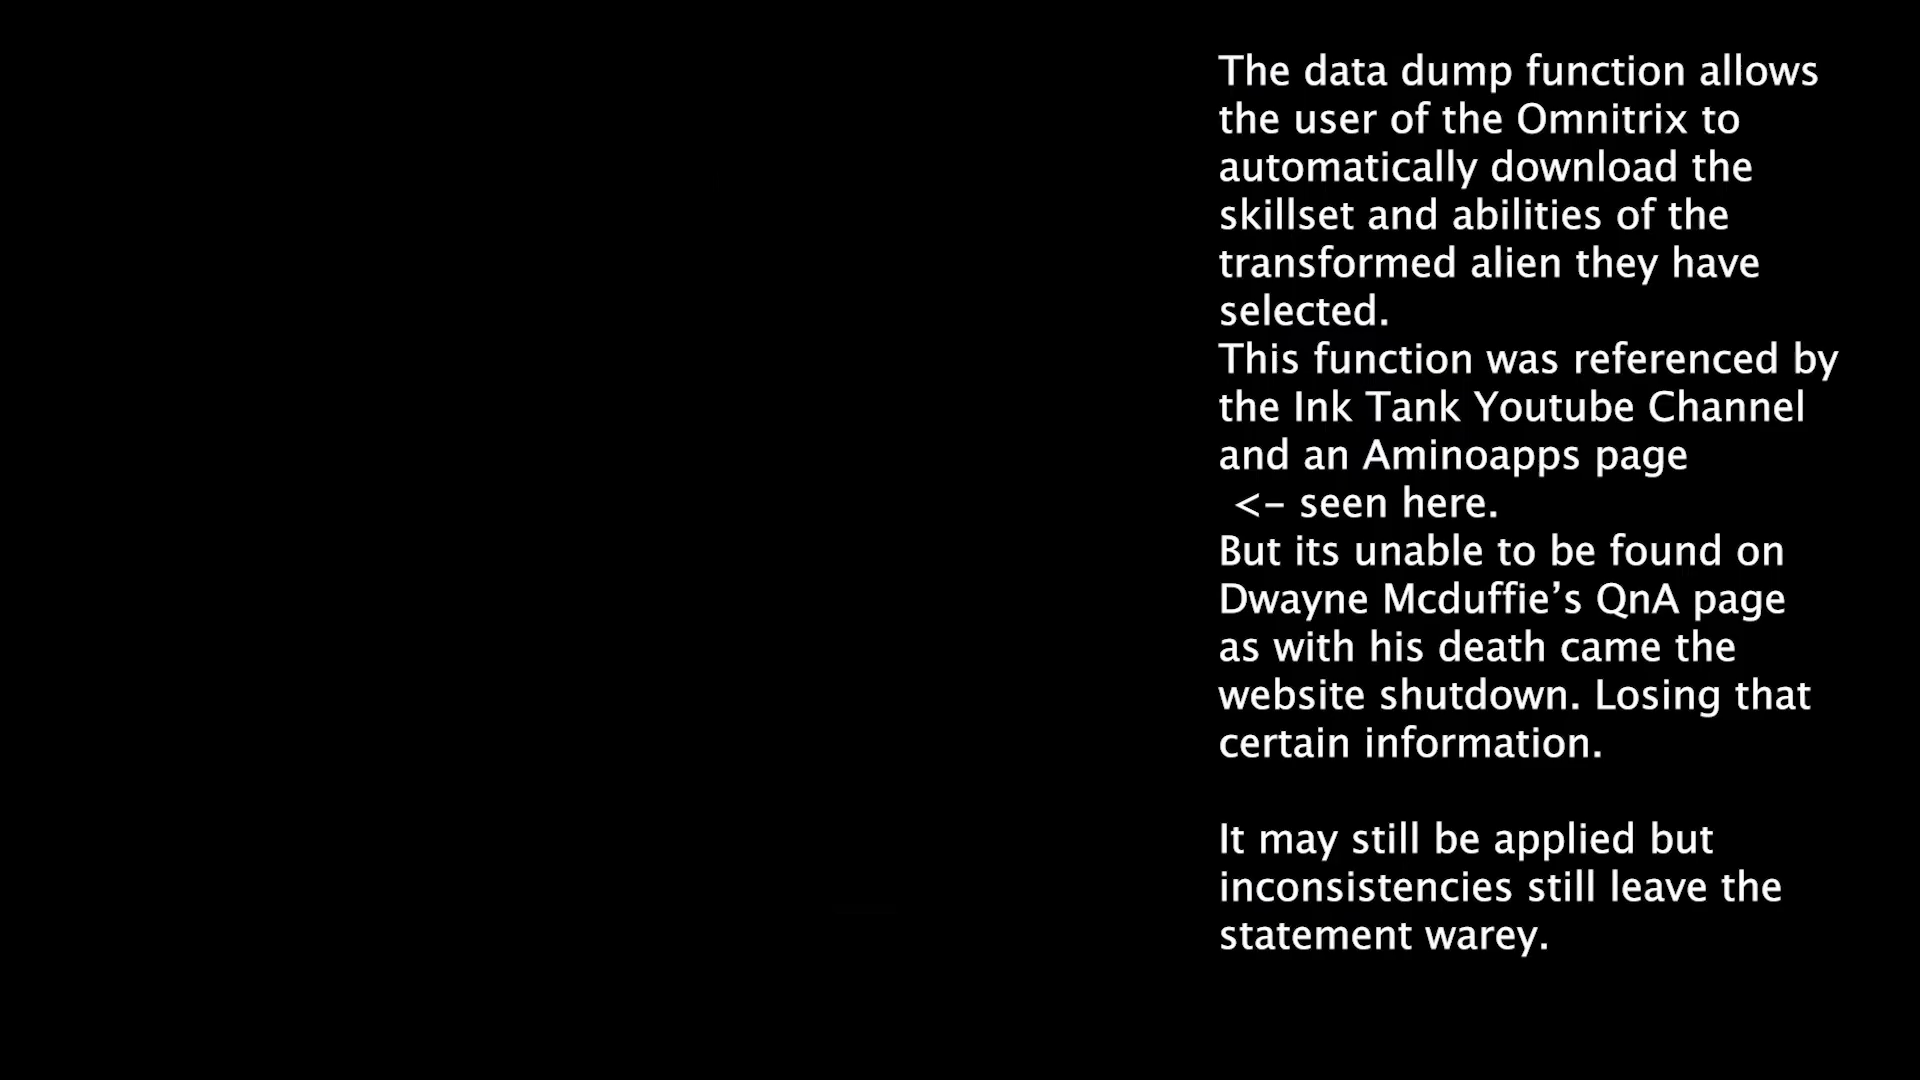 The data dump function allows
the user of the Omnitrix to
automatically download the
skillset and abilities of the
transformed alien they have
selected.
This function was referenced by
the Ink Tank Youtube Channel
and an Aminoapps page
<- seen here.
But its unable to be found on
Dwayne Mcduffie’s QnA page
as with his death came the
website shutdown. Losing that
certain information.
It may still be applied but
inconsistencies still leave the
statement warey.